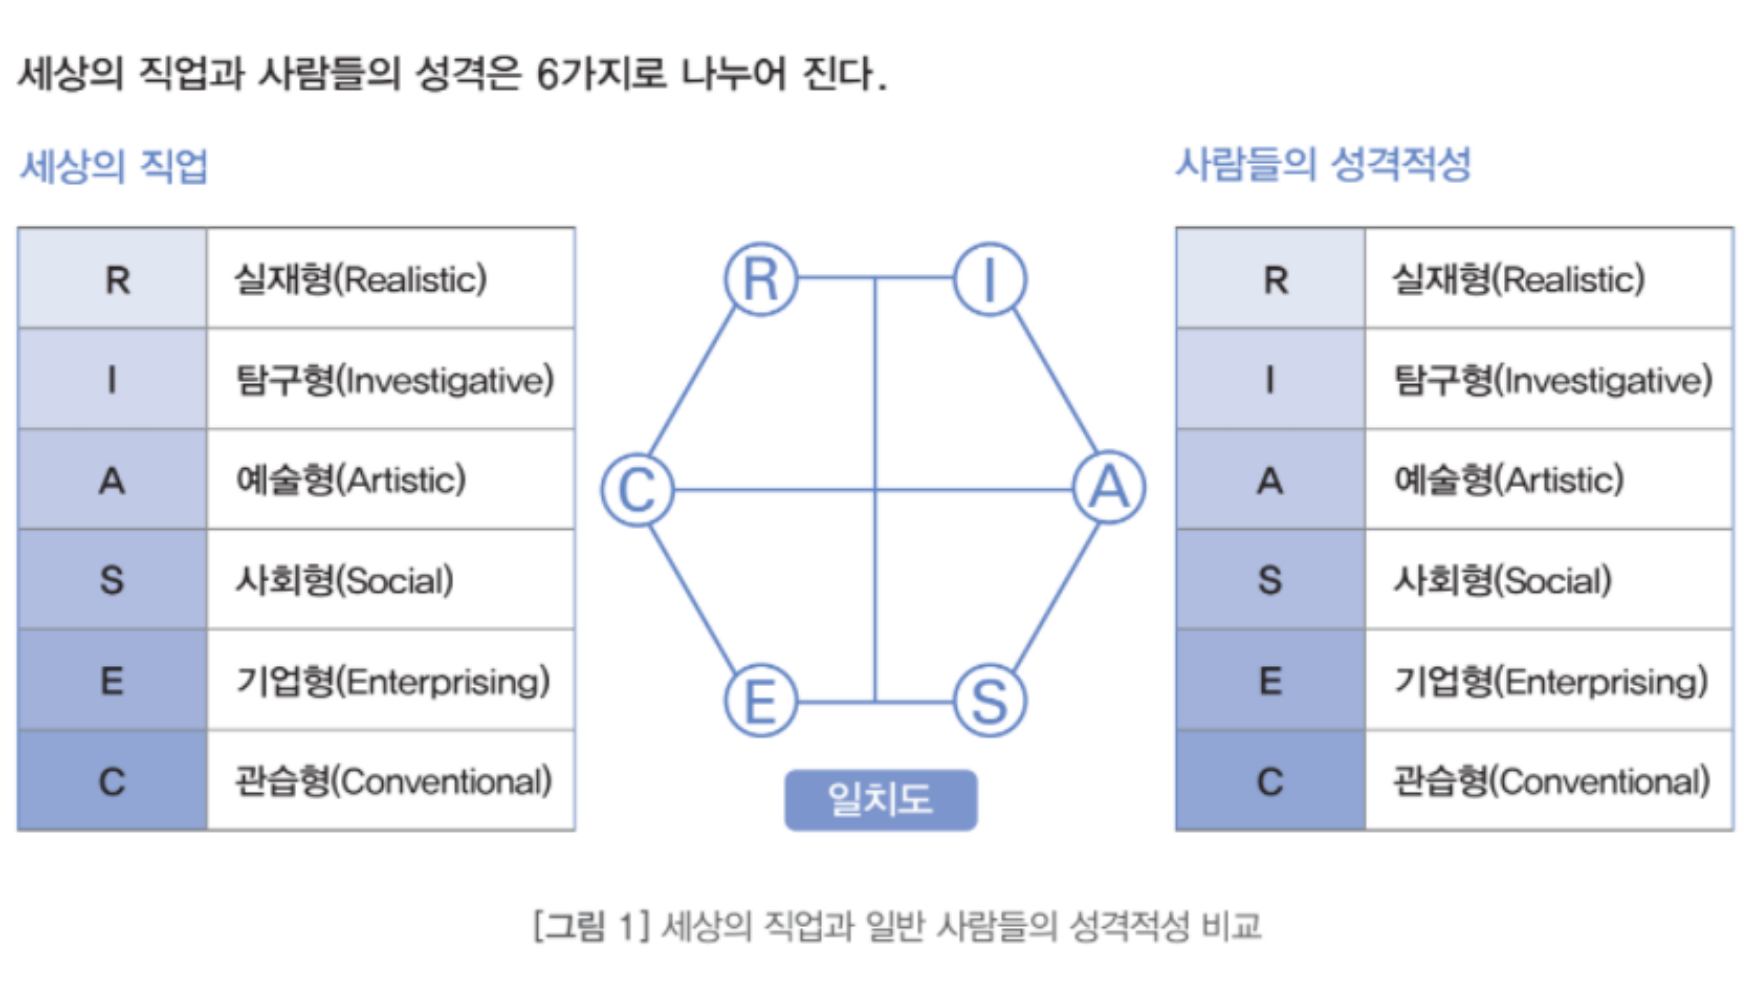 세상의 직업과 사람들의 성격은 6가지로 나누어 진다.
세상의 직업
R 실재형(Realistic)
I 탐구형(Investigative)
A 예술형(Artistic)
S 사회형(Social)
E 기업형(Enterprising)
C 관습형(Conventional)
R I
C A
E S
일치도
사람들의 성격적성
R 실재형(Realistic)
I 탐구형(Investigative)
A 예술형(Artistic)
S 사회형(Social)
E 기업형(Enterprising)
C 관습형(Conventional)
[그림 1] 세상의 직업과 일반 사람들의 성격적성 비교